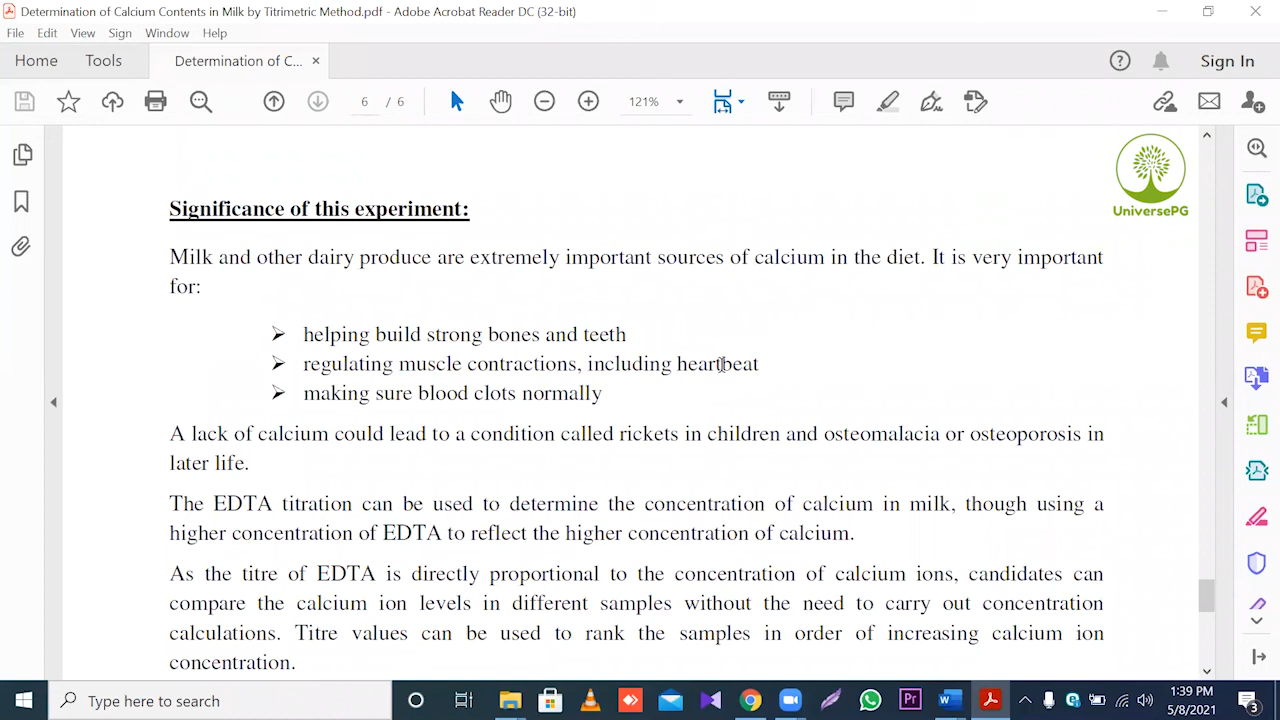 Determination of Calcium Contents in Milk by Titrimetric Method.pdf - Adobe Acrobat Reader DC (32-bit)
File Edit View Sign Window Help
Home Tools Determination of C... × Sign In
6 / 6 121%
UniversePG
Significance of this experiment:
Milk and other dairy produce are extremely important sources of calcium in the diet. It is very important
for:
➢ helping build strong bones and teeth
➢ regulating muscle contractions, including heartbeat
➢ making sure blood clots normally
A lack of calcium could lead to a condition called rickets in children and osteomalacia or osteoporosis in
later life.
The EDTA titration can be used to determine the concentration of calcium in milk, though using a
higher concentration of EDTA to reflect the higher concentration of calcium.
As the titre of EDTA is directly proportional to the concentration of calcium ions, candidates can
compare the calcium ion levels in different samples without the need to carry out concentration
calculations. Titre values can be used to rank the samples in order of increasing calcium ion
concentration.
Type here to search
Pr
1:39 PM
5/8/2021
3